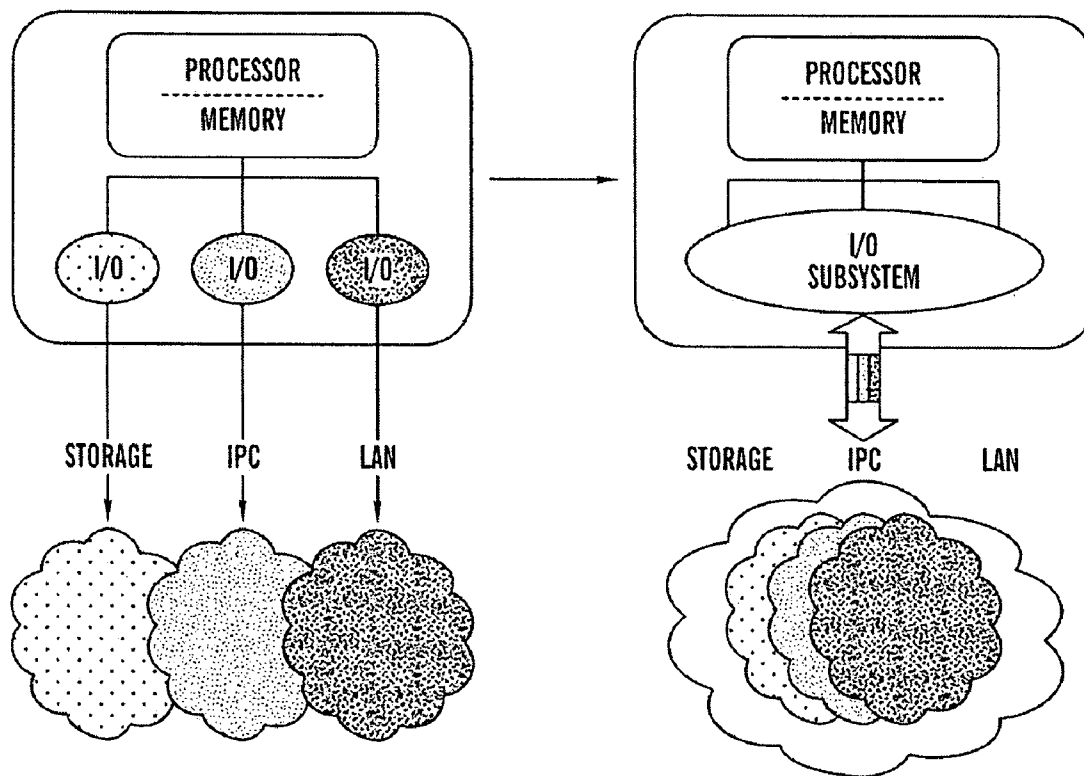 PROCESSOR
MEMORY
I/O
I/O
I/O
STORAGE
IPC
LAN
PROCESSOR
MEMORY
I/O
SUBSYSTEM
STORAGE
IPC
LAN